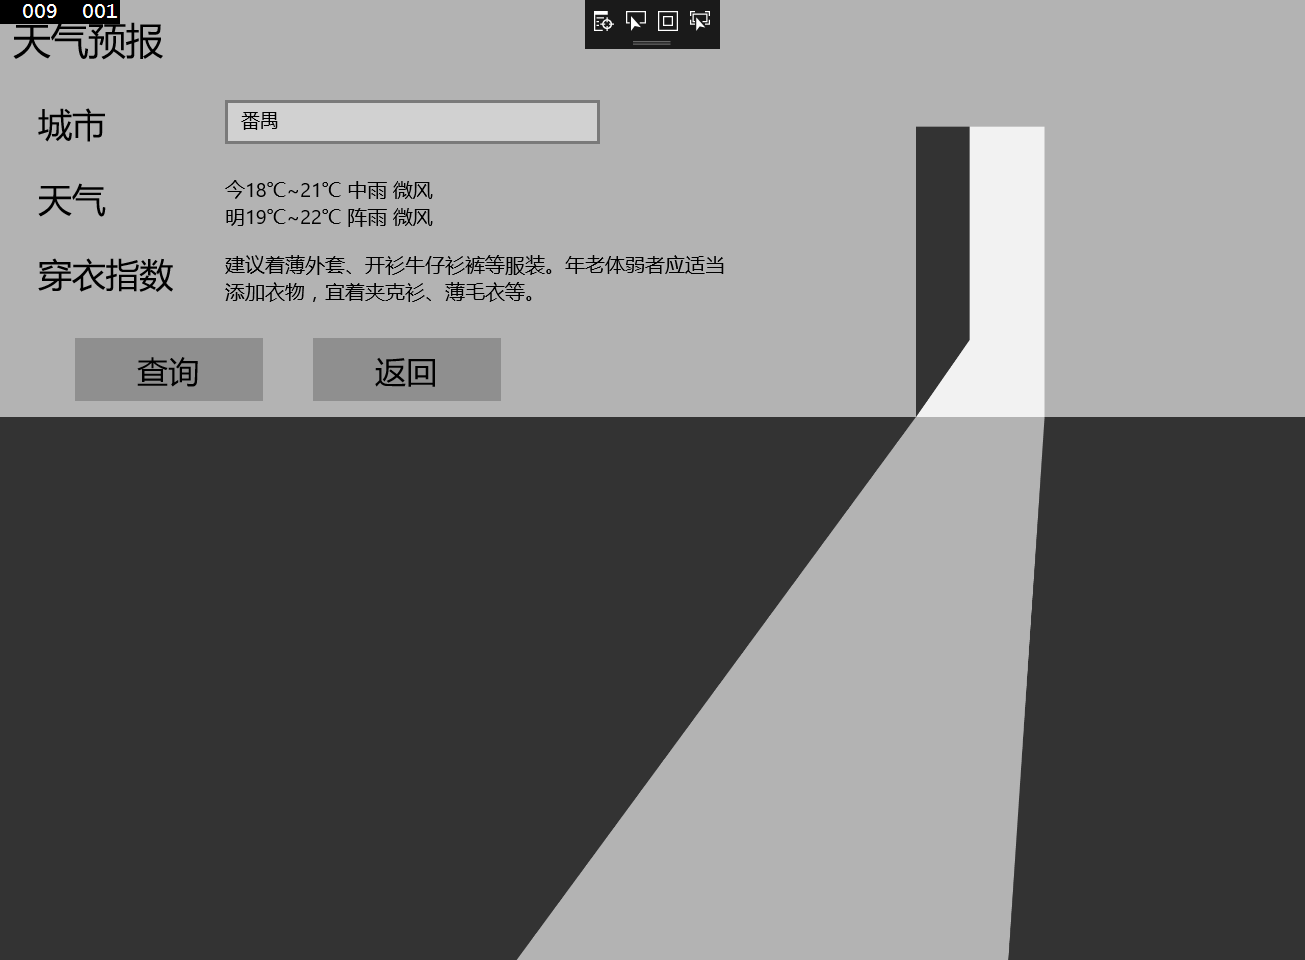 009 001
天气预报
城市
番禺
天气
今18℃~21℃ 中雨 微风
明19℃~22℃ 阵雨 微风
穿衣指数
建议着薄外套、开衫牛仔衫裤等服装。年老体弱者应适当
添加衣物，宜着夹克衫、薄毛衣等。
查询
返回